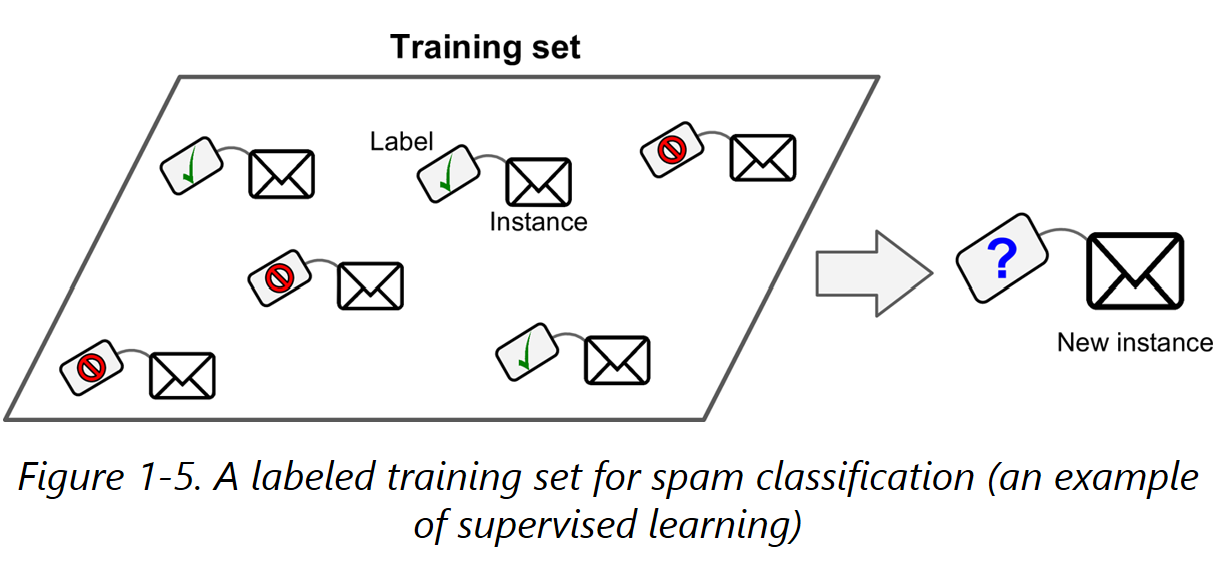 Training set
Label
Instance
?
New instance
Figure 1-5. A labeled training set for spam classification (an example
of supervised learning)